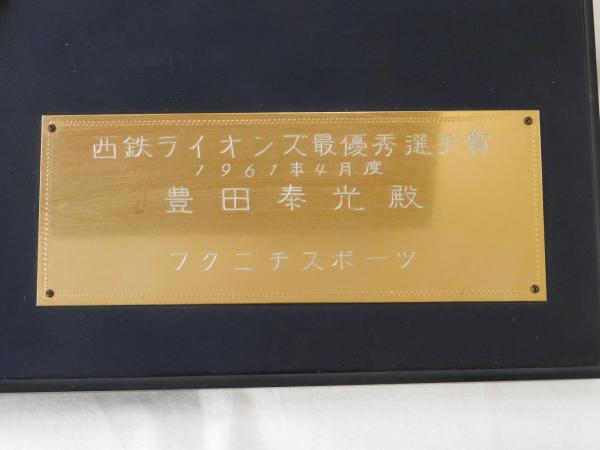 西鉄ライオンズ最優秀選手賞
1961年4月度
豊田泰光殿
フクニチスポーツ